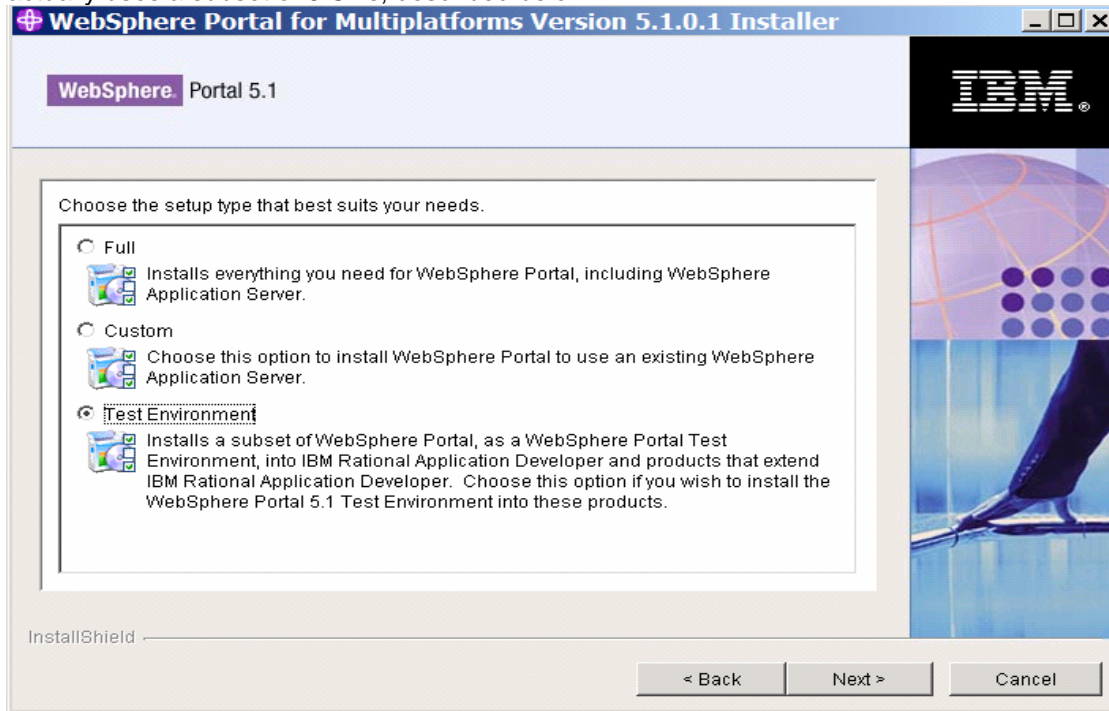 WebSphere Portal for Multiplatforms Version 5.1.0.1 Installer
WebSphere. Portal 5.1
IBM®
Choose the setup type that best suits your needs.
Full
Installs everything you need for WebSphere Portal, including WebSphere
Application Server.
Custom
Choose this option to install WebSphere Portal to use an existing WebSphere
Application Server.
Test Environment
Installs a subset of WebSphere Portal, as a WebSphere Portal Test
Environment, into IBM Rational Application Developer and products that extend
IBM Rational Application Developer. Choose this option if you wish to install the
WebSphere Portal 5.1 Test Environment into these products.
InstallShield
< Back
Next >
Cancel